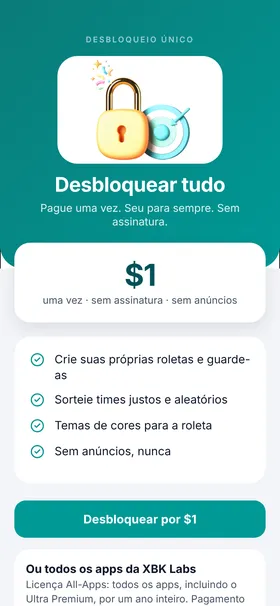 DESBLOQUEIO ÚNICO
Desbloquear tudo
Pague uma vez. Seu para sempre. Sem
assinatura.
$1
uma vez · sem assinatura · sem anúncios
Crie suas próprias roletas e guarde-
as
Sorteie times justos e aleatórios
Temas de cores para a roleta
Sem anúncios, nunca
Desbloquear por $1
Ou todos os apps da XBK Labs
Licença All-Apps: todos os apps, incluindo o
Ultra Premium, por um ano inteiro. Pagamento